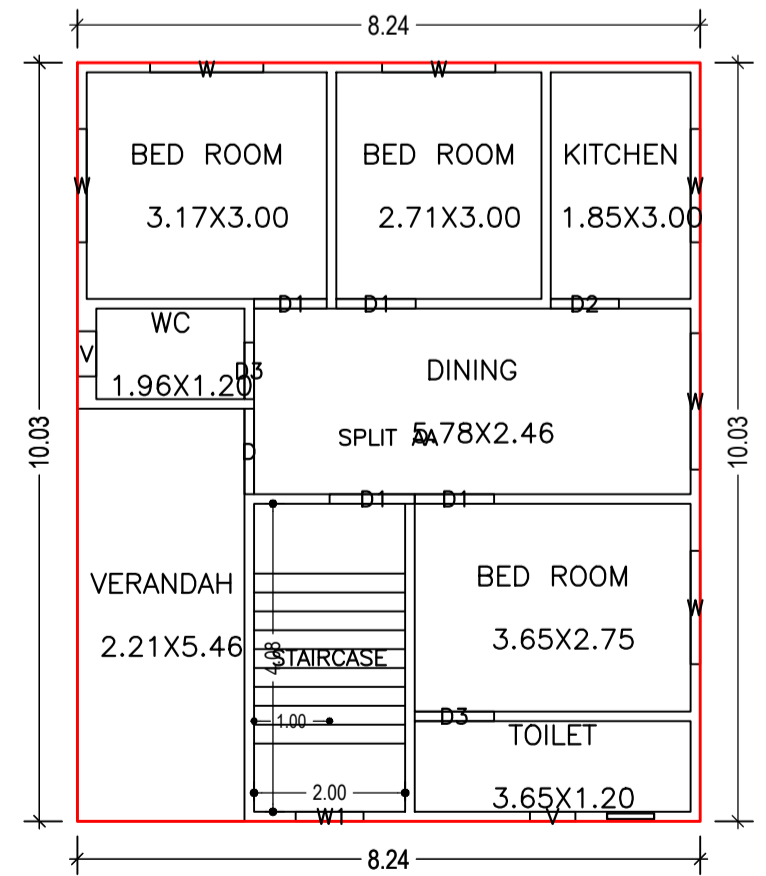 8.24
W W
BED ROOM BED ROOM KITCHEN
W W
3.17X3.00 2.71X3.00 1.85X3.00
D1 D1 D2
WC
V
D3 DINING
1.96X1.20
W
SPLIT AA 5.78X2.46
10.03 10.03
D
D1 D1
BED ROOM
VERANDAH
W
2.21X5.46 3.65X2.75
4.08 STAIRCASE
1.00 D3
TOILET
2.00 3.65X1.20
W1 V
8.24